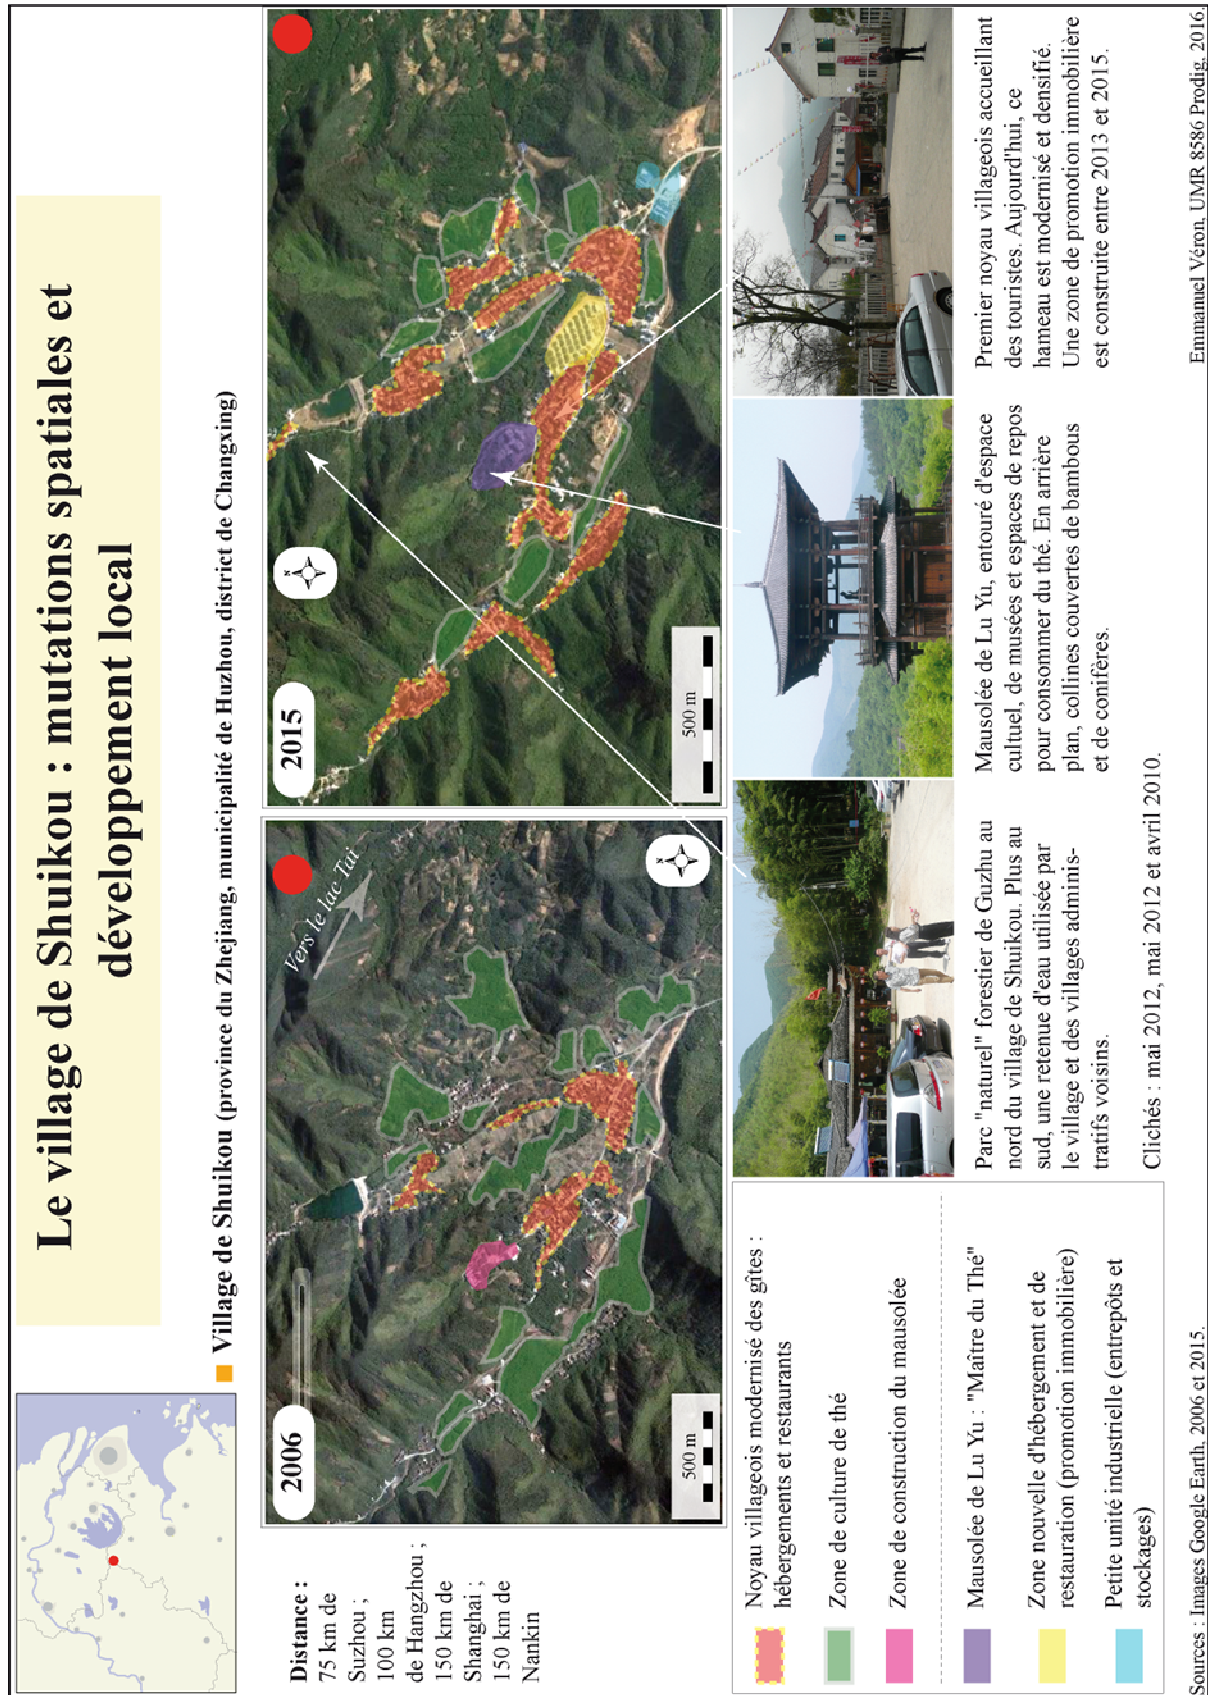 Le village de Shuikou : mutations spatiales et
développement local
Village de Shuikou (province du Zhejiang, municipalité de Huzhou, district de Changxing)
Distance :
75 km de
Suzhou ;
100 km
de Hangzhou ;
150 km de
Shanghai ;
150 km de
Nankin
2006
Vers le lac Tai
N
500 m
2015
N
500 m
Noyau villageois modernisé des gîtes :
hébergements et restaurants
Zone de culture de thé
Zone de construction du mausolée
Mausolée de Lu Yu : "Maître du Thé"
Zone nouvelle d'hébergement et de
restauration (promotion immobilière)
Petite unité industrielle (entrepôts et
stockages)
Parc "naturel" forestier de Guzhu au
nord du village de Shuikou. Plus au
sud, une retenue d'eau utilisée par
le village et des villages adminis-
tratifs voisins.
Mausolée de Lu Yu, entouré d'espace
culturel, de musées et espaces de repos
pour consommer du thé. En arrière
plan, collines couvertes de bambous
et de conifères.
Premier noyau villageois accueillant
des touristes. Aujourd'hui, ce
hameau est modernisé et densifié.
Une zone de promotion immobilière
est construite entre 2013 et 2015.
Clichés : mai 2012, mai 2012 et avril 2010.
Sources : Images Google Earth, 2006 et 2015.
Emmanuel Véron, UMR 8586 Prodig, 2016.